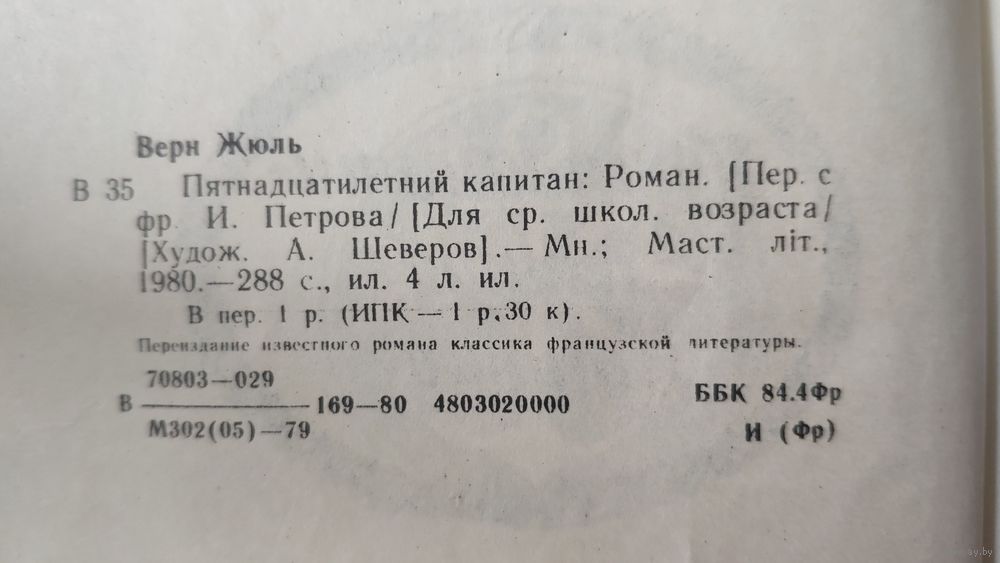 Верн Жюль
В 35 Пятнадцатилетний капитан: Роман. [Пер. с
фр. И. Петрова/ [Для ср. школ. возраста/
[Худож. А. Шеверов].— Мн.; Маст. літ.,
1980.—288 с., ил. 4 л. ил.
В пер. 1 р. (ИПК — 1 р.30 к).
Переиздание известного романа классика французской литературы.
70803—029
В ———— 169—80 4803020000
М302(05)—79
ББК 84.4Фр
И (Фр)